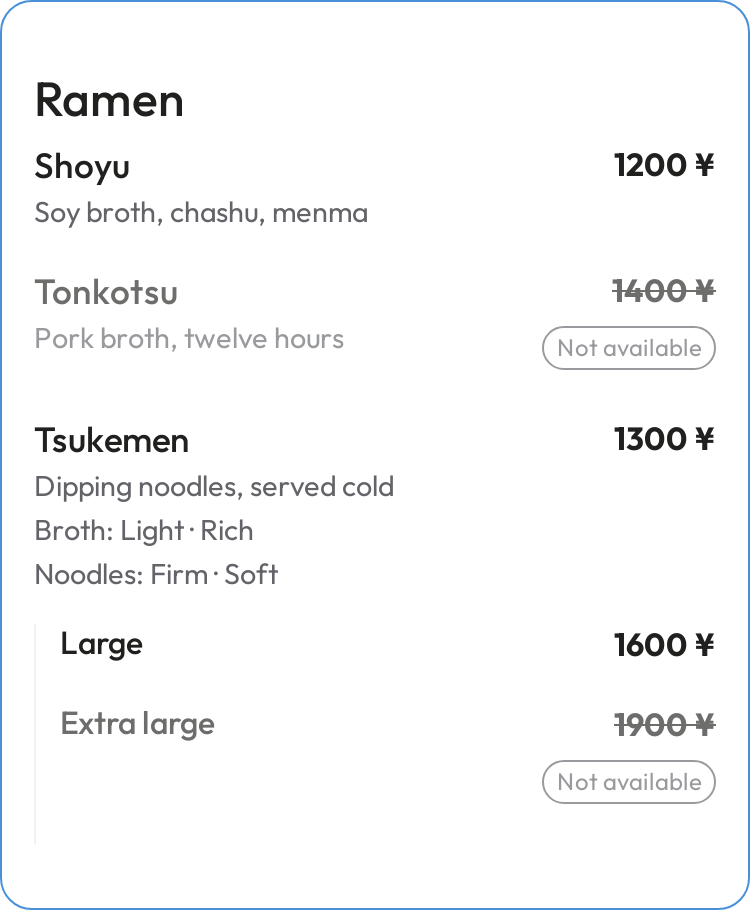 Ramen
Shoyu 1200 ¥
Soy broth, chashu, menma
Tonkotsu 1400 ¥
Pork broth, twelve hours Not available
Tsukemen 1300 ¥
Dipping noodles, served cold
Broth: Light · Rich
Noodles: Firm · Soft
Large 1600 ¥
Extra large 1900 ¥
Not available